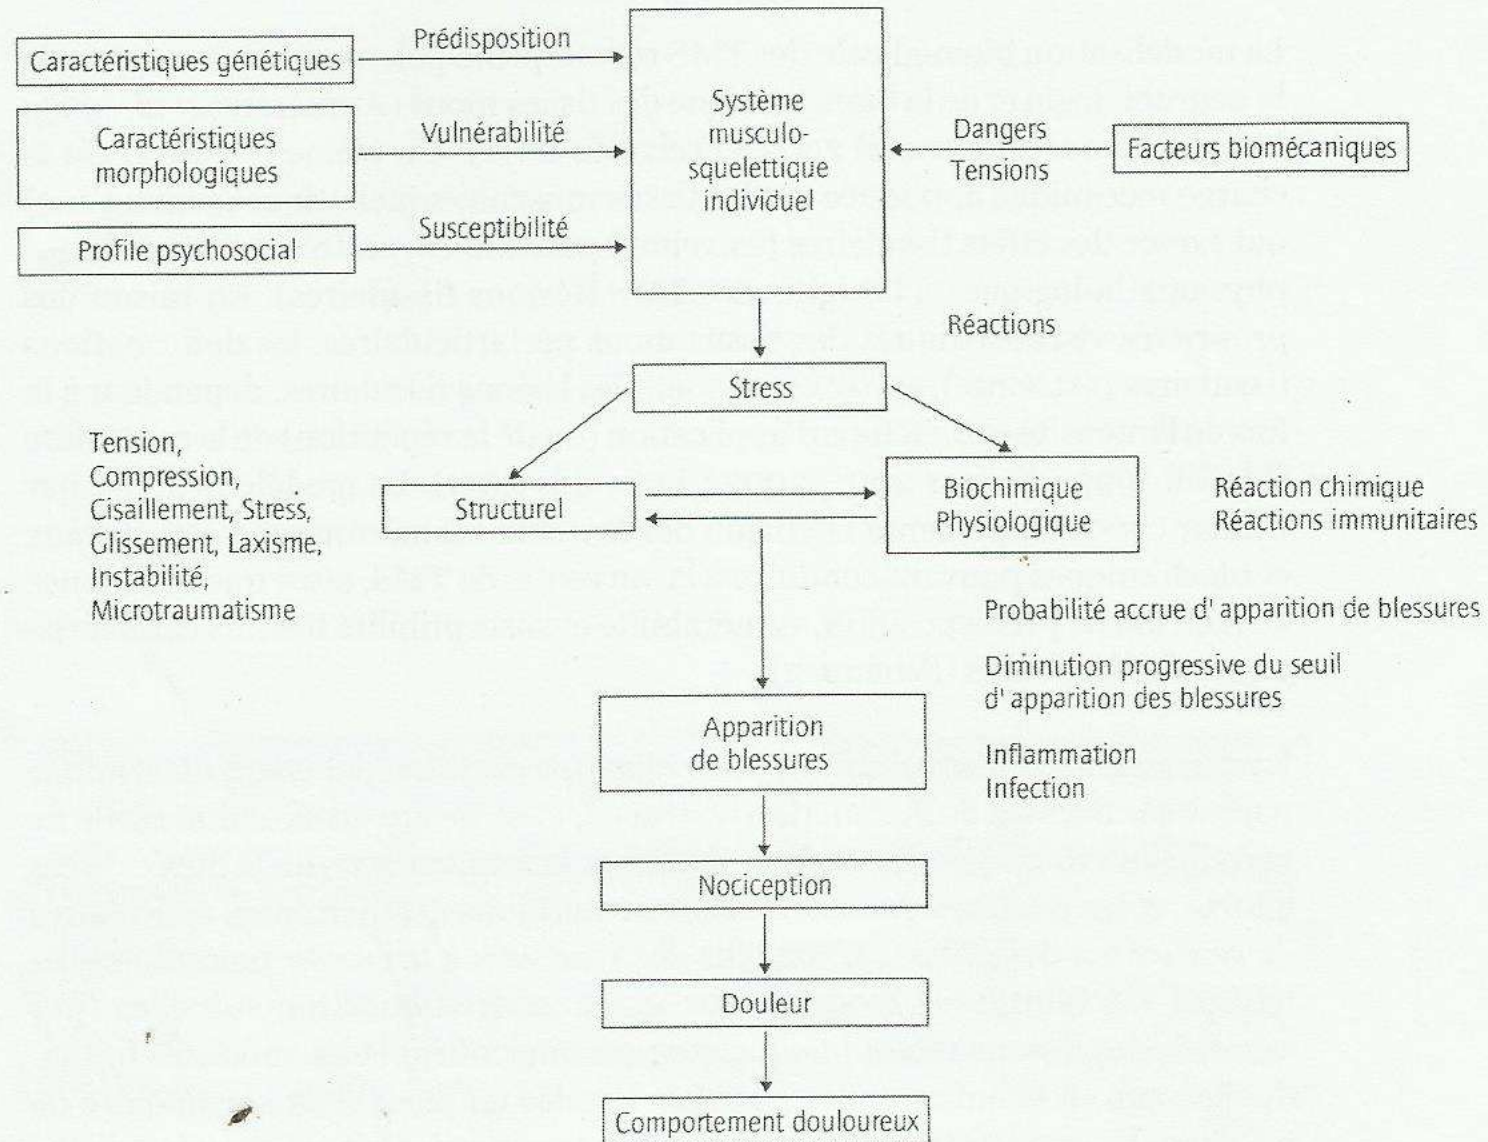 Caractéristiques génétiques
Prédisposition
Caractéristiques
morphologiques
Vulnérabilité
Profile psychosocial
Susceptibilité
Système
musculo-
squelettique
individuel
Dangers
Tensions
Facteurs biomécaniques
Réactions
Stress
Tension,
Compression,
Cisaillement, Stress,
Glissement, Laxisme,
Instabilité,
Microtraumatisme
Structurel
Biochimique
Physiologique
Réaction chimique
Réactions immunitaires
Probabilité accrue d'apparition de blessures
Diminution progressive du seuil
d'apparition des blessures
Inflammation
Infection
Apparition
de blessures
Nociception
Douleur
Comportement douloureux